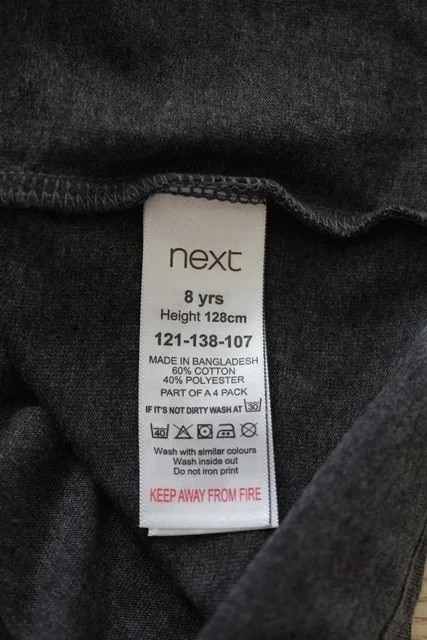 next
8 yrs
Height 128cm
121-138-107
MADE IN BANGLADESH
60% COTTON
40% POLYESTER
PART OF A 4 PACK
IF IT'S NOT DIRTY WASH AT 30
40
Wash with similar colours
Wash inside out
Do not iron print
KEEP AWAY FROM FIRE